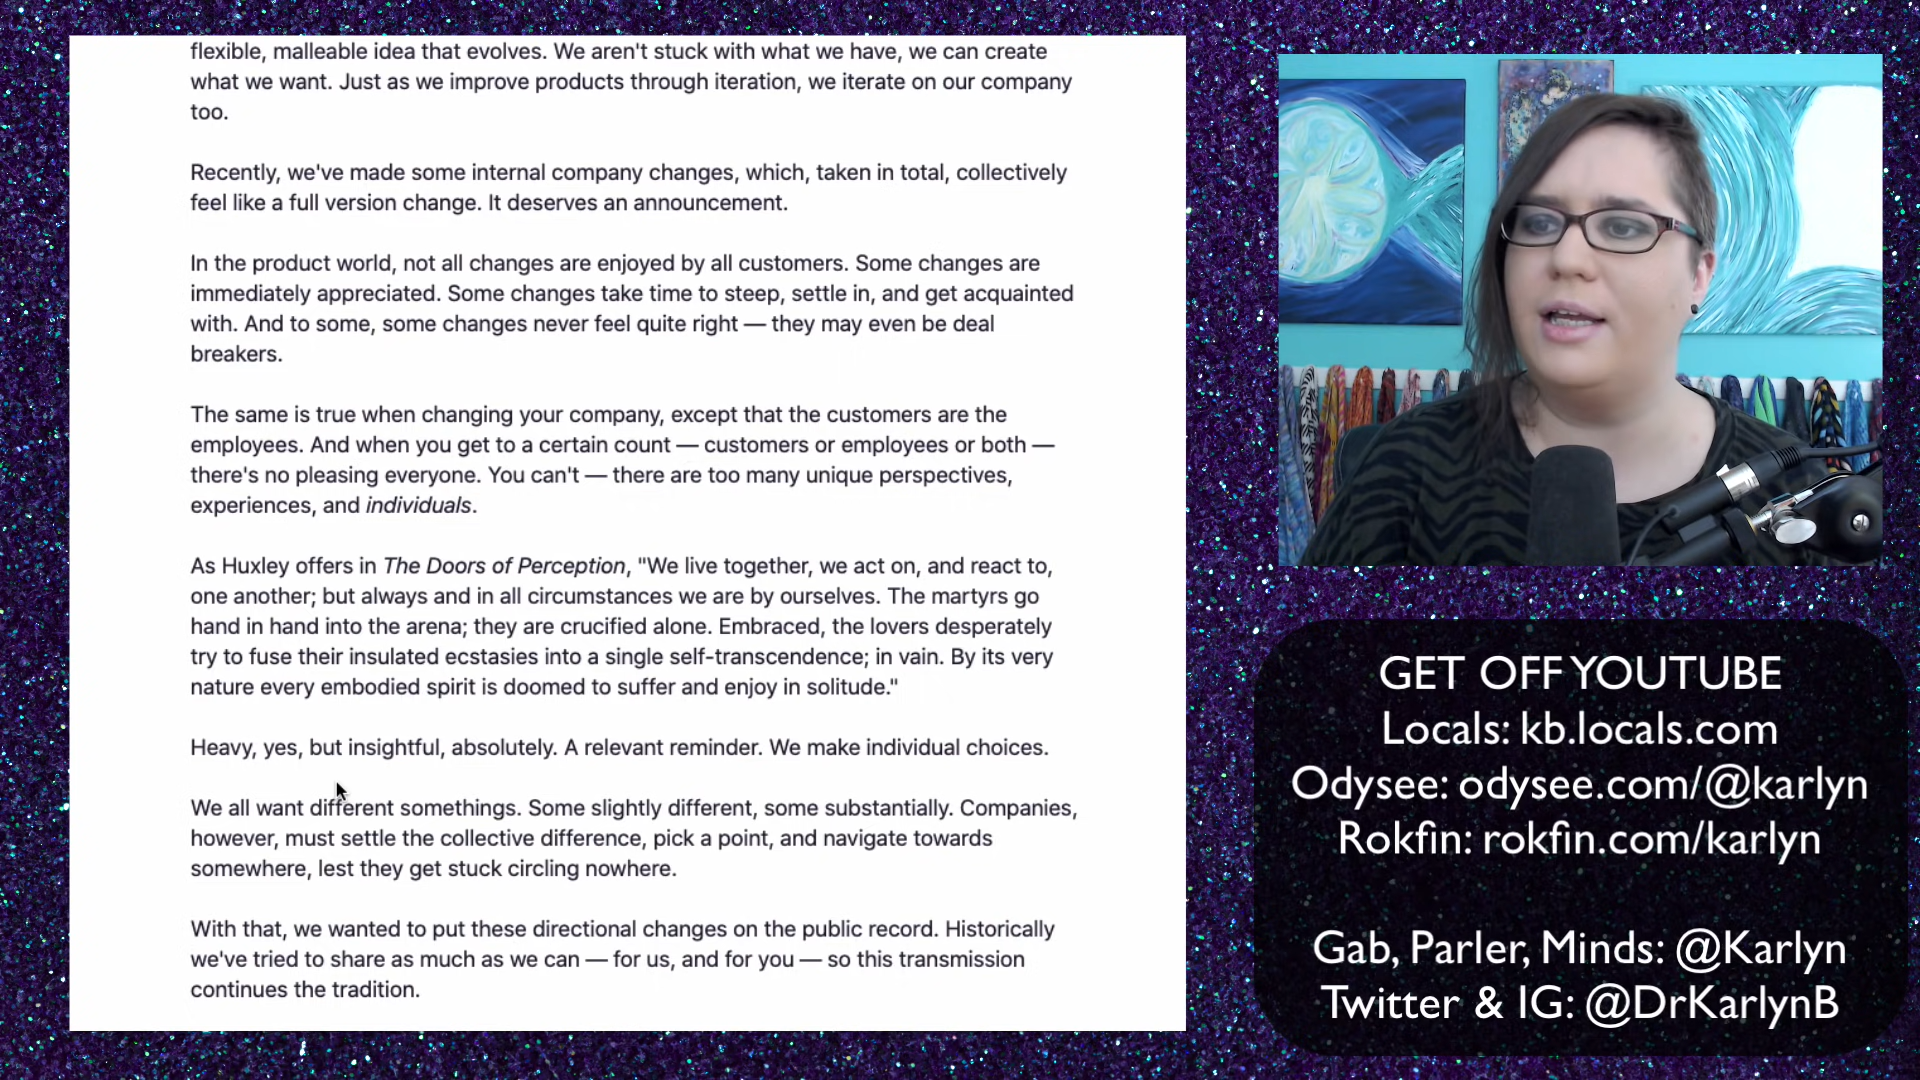 flexible, malleable idea that evolves. We aren't stuck with what we have, we can create
what we want. Just as we improve products through iteration, we iterate on our company
too.
Recently, we've made some internal company changes, which, taken in total, collectively
feel like a full version change. It deserves an announcement.
In the product world, not all changes are enjoyed by all customers. Some changes are
immediately appreciated. Some changes take time to steep, settle in, and get acquainted
with. And to some, some changes never feel quite right — they may even be deal
breakers.
The same is true when changing your company, except that the customers are the
employees. And when you get to a certain count — customers or employees or both —
there's no pleasing everyone. You can't — there are too many unique perspectives,
experiences, and individuals.
As Huxley offers in The Doors of Perception, "We live together, we act on, and react to,
one another; but always and in all circumstances we are by ourselves. The martyrs go
hand in hand into the arena; they are crucified alone. Embraced, the lovers desperately
try to fuse their insulated ecstasies into a single self-transcendence; in vain. By its very
nature every embodied spirit is doomed to suffer and enjoy in solitude."
Heavy, yes, but insightful, absolutely. A relevant reminder. We make individual choices.
We all want different somethings. Some slightly different, some substantially. Companies,
however, must settle the collective difference, pick a point, and navigate towards
somewhere, lest they get stuck circling nowhere.
With that, we wanted to put these directional changes on the public record. Historically
we've tried to share as much as we can — for us, and for you — so this transmission
continues the tradition.
GET OFF YOUTUBE
Locals: kb.locals.com
Odysee: odysee.com/@karlyn
Rokfin: rokfin.com/karlyn
Gab, Parler, Minds: @Karlyn
Twitter & IG: @DrKarlynB